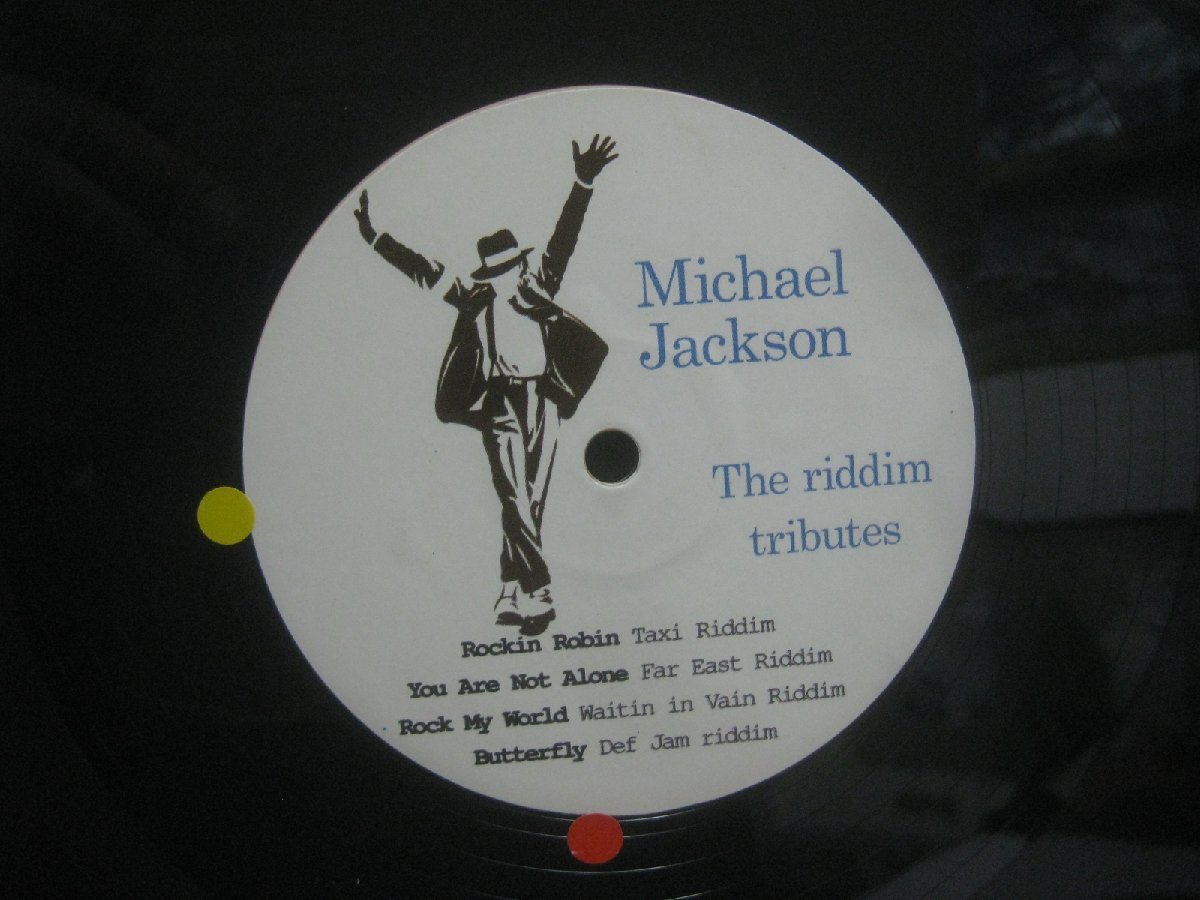 Michael
Jackson
The riddim
tributes
Rockin Robin Taxi Riddim
You Are Not Alone Far East Riddim
Rock My World Waitin in Vain Riddim
Butterfly Def Jam riddim